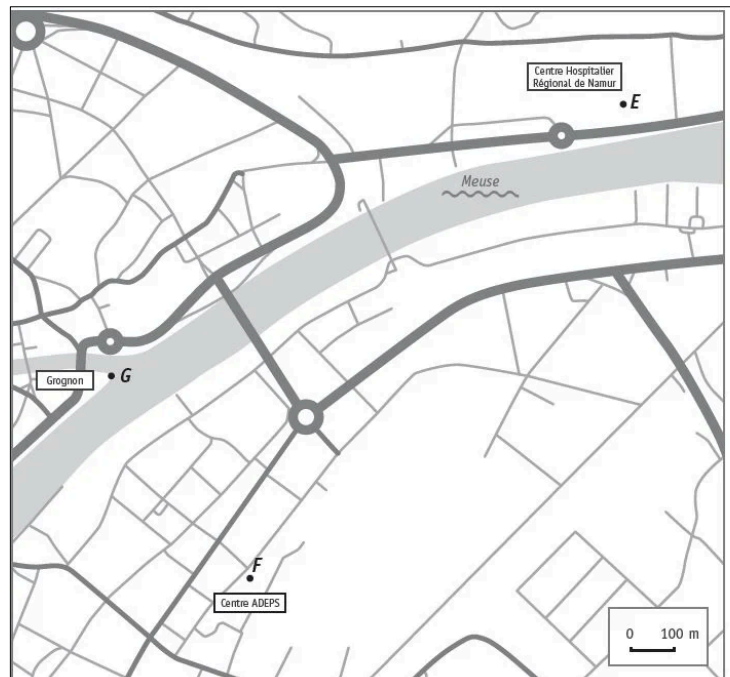 Centre Hospitalier
Régional de Namur
E
Meuse
Grognon
G
F
Centre ADEPS
0 100 m